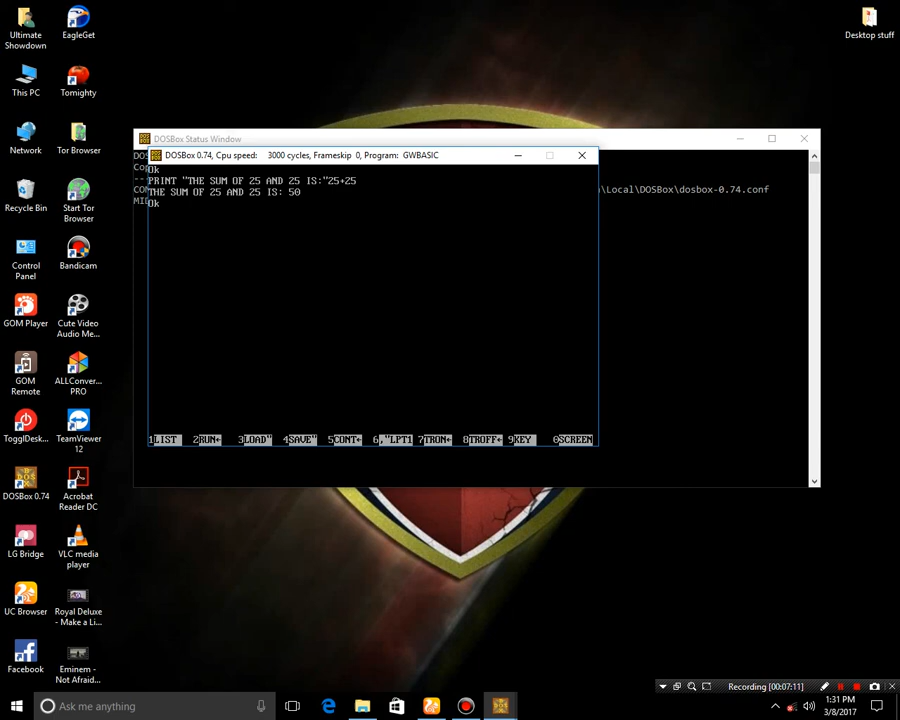 Ultimate
Showdown
EagleGet
Desktop stuff
This PC
Tomighty
Network
Tor Browser
Recycle Bin
Start Tor
Browser
Control
Panel
Bandicam
GOM Player
Cute Video
Audio Me...
GOM
Remote
ALLConver...
PRO
TogglDesk...
TeamViewer
12
DOSBox 0.74
Acrobat
Reader DC
LG Bridge
VLC media
player
UC Browser
Royal Deluxe
- Make a Li...
Facebook
Eminem -
Not Afraid...
DOSBox Status Window
DOS
Cop
---
CON
MID
\Local\DOSBox\dosbox-0.74.conf
DOSBox 0.74, Cpu speed: 3000 cycles, Frameskip 0, Program: GWBASIC
Ok
PRINT "THE SUM OF 25 AND 25 IS:"25+25
THE SUM OF 25 AND 25 IS: 50
Ok
1LIST 2RUN← 3LOAD" 4SAVE" 5CONT← 6,"LPT1 7TRON← 8TROFF← 9KEY 0SCREEN
Recording [00:07:11]
Ask me anything
1:31 PM
3/8/2017